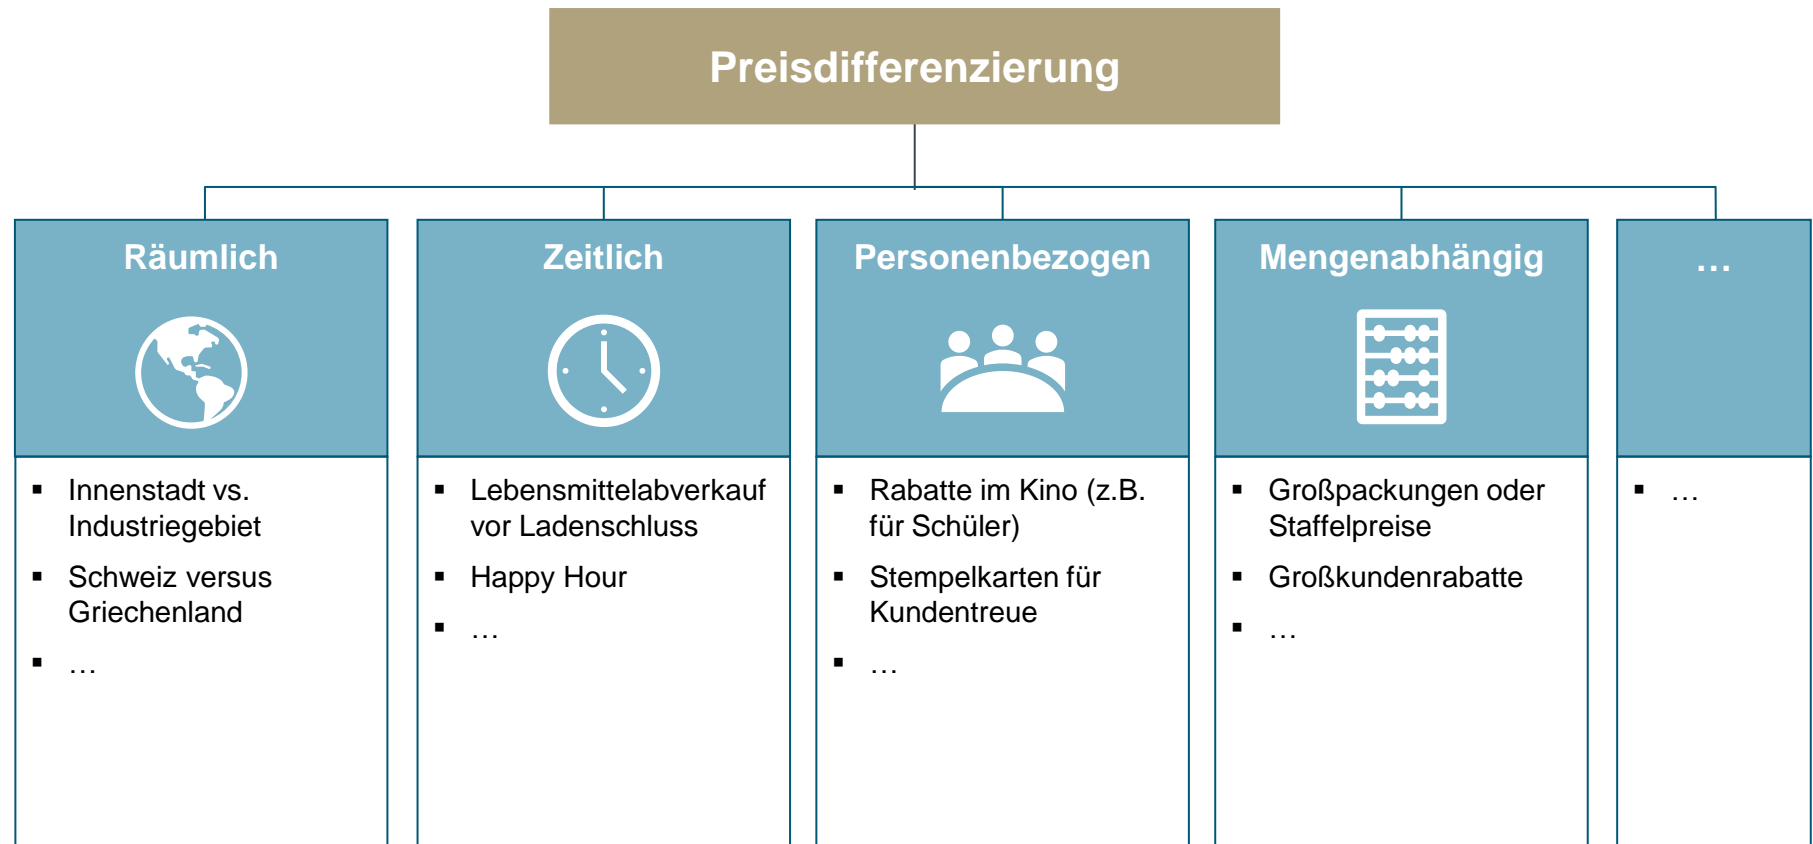 Preisdifferenzierung
Räumlich
▪ Innenstadt vs.
Industriegebiet
▪ Schweiz versus
Griechenland
▪ …
Zeitlich
▪ Lebensmittelabverkauf
vor Ladenschluss
▪ Happy Hour
▪ …
Personenbezogen
▪ Rabatte im Kino (z.B.
für Schüler)
▪ Stempelkarten für
Kundentreue
▪ …
Mengenabhängig
▪ Großpackungen oder
Staffelpreise
▪ Großkundenrabatte
▪ …
…
▪ …